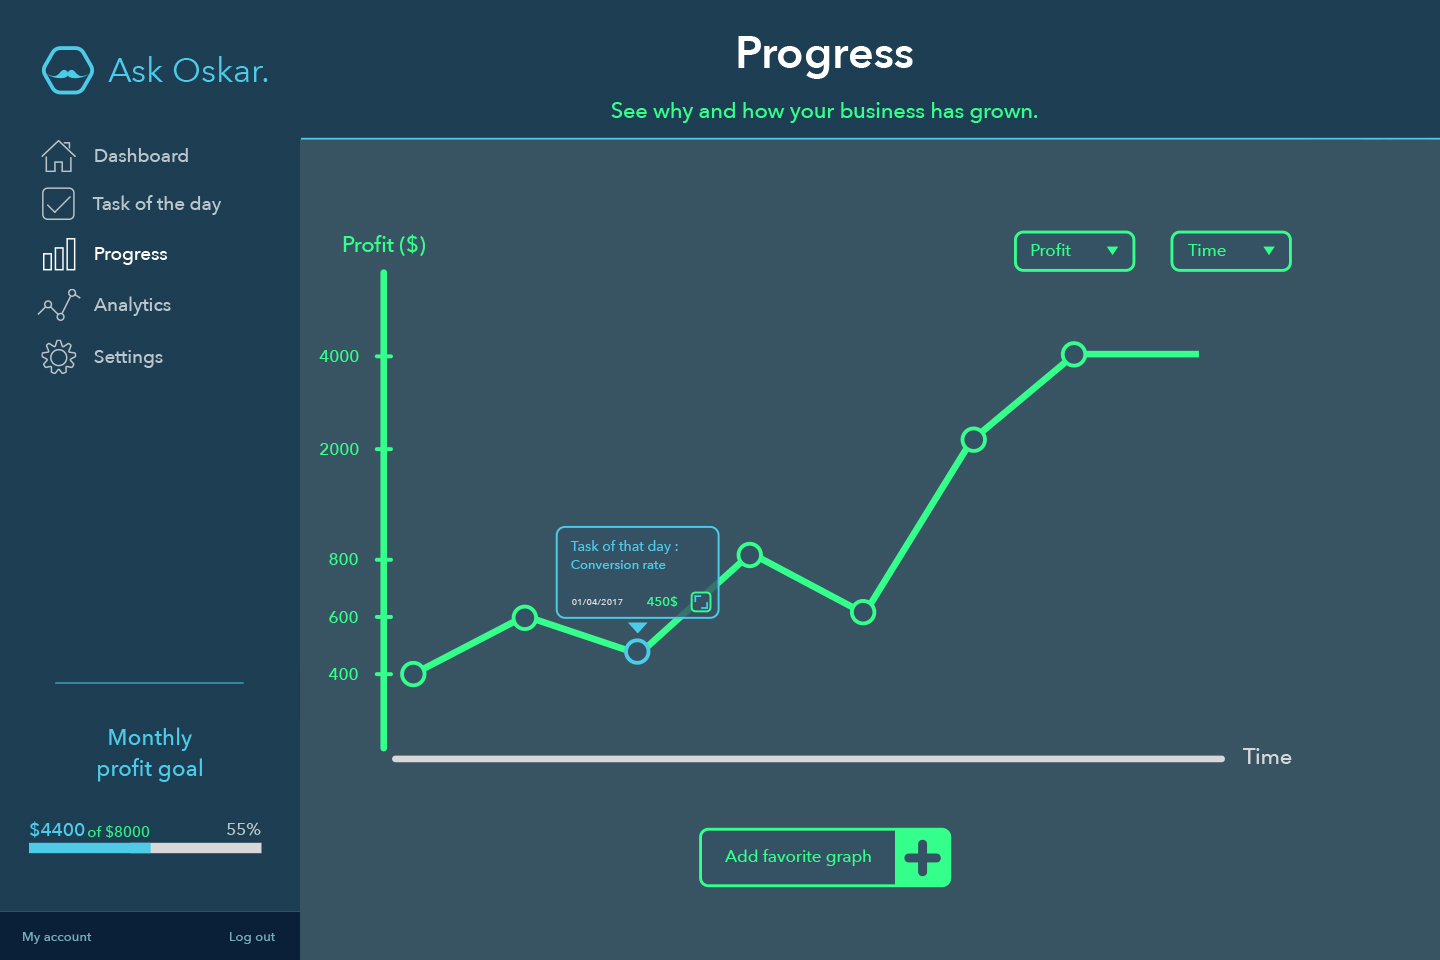 Ask Oskar.
Dashboard
Task of the day
Progress
Analytics
Settings
Monthly
profit goal
$4400 of $8000 55%
My account Log out
Progress
See why and how your business has grown.
Profit ($)
Profit
Time
4000
2000
800
600
400
Task of that day :
Conversion rate
01/04/2017 450$
Time
Add favorite graph